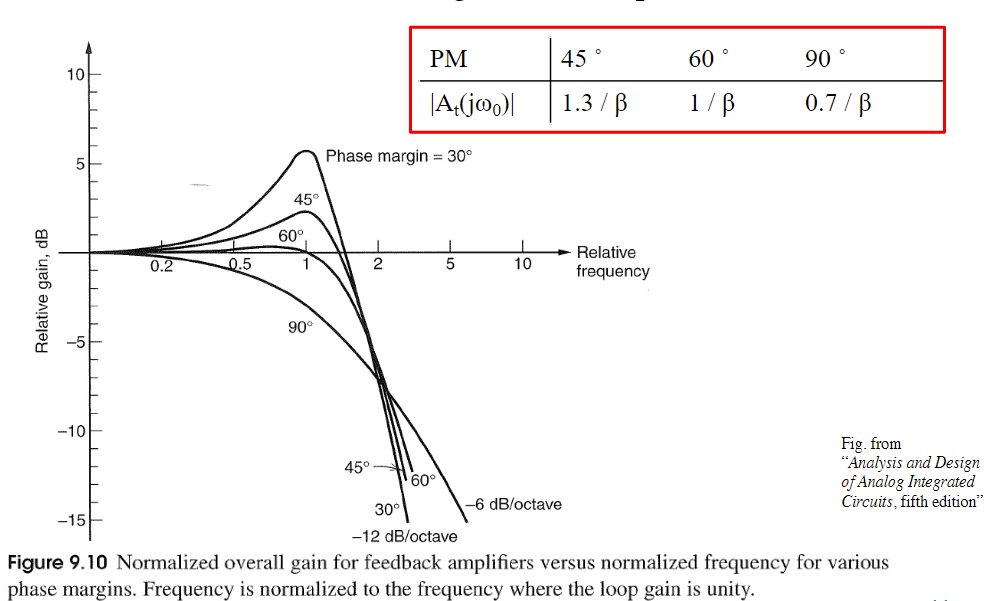 PM 45 ° 60 ° 90 °
|At(jω0)| 1.3 / β 1 / β 0.7 / β
10
5
−5
−10
−15
Relative gain, dB
Phase margin = 30°
45°
60°
90°
0.2 0.5 1 2 5 10
Relative
frequency
45°
60°
30°
−6 dB/octave
−12 dB/octave
Fig. from
“Analysis and Design
of Analog Integrated
Circuits, fifth edition”
Figure 9.10 Normalized overall gain for feedback amplifiers versus normalized frequency for various
phase margins. Frequency is normalized to the frequency where the loop gain is unity.